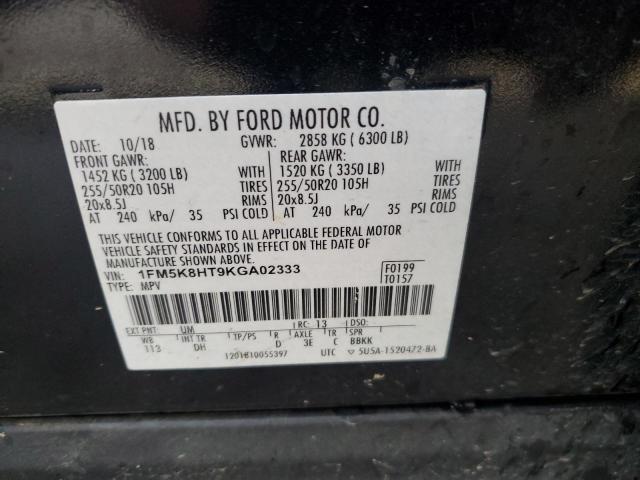 MFD. BY FORD MOTOR CO.
DATE: 10/18 GVWR: 2858 KG ( 6300 LB)
FRONT GAWR: REAR GAWR:
1452 KG ( 3200 LB) WITH 1520 KG ( 3350 LB) WITH
255/50R20 105H TIRES 255/50R20 105H TIRES
20x8.5J RIMS 20x8.5J RIMS
AT 240 kPa/ 35 PSI COLD AT 240 kPa/ 35 PSI COLD
THIS VEHICLE CONFORMS TO ALL APPLICABLE FEDERAL MOTOR
VEHICLE SAFETY STANDARDS IN EFFECT ON THE DATE OF
MANUFACTURE SHOWN ABOVE.
VIN: 1FM5K8HT9KGA02333 F0199
TYPE: MPV T0157
EXT PNT: UM RC: 13 DSO:
WB INT TR TP/PS R AXLE TR SPR
113 DH D 3E C BBKK
1201810055397 UTC 5U5A-1520472-BA